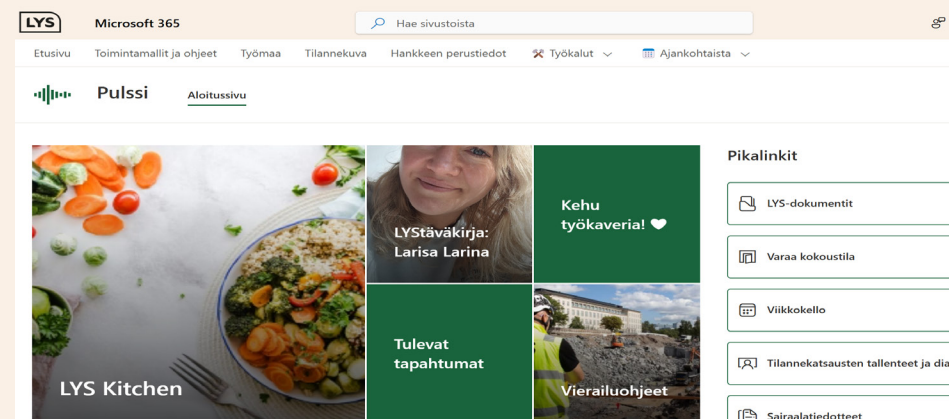 LYS
Microsoft 365
Hae sivustoista
Etusivu
Toimintamallit ja ohjeet
Työmaa
Tilannekuva
Hankkeen perustiedot
Työkalut
Ajankohtaista
Pulssi
Aloitussivu
LYS Kitchen
LYStäväkirja:
Larisa Larina
Kehu
työkaveria!
Tulevat
tapahtumat
Vierailuohjeet
Pikalinkit
LYS-dokumentit
Varaa kokoustila
Viikkokello
Tilannekatsausten tallenteet ja dia
Sairaalatiedotteet